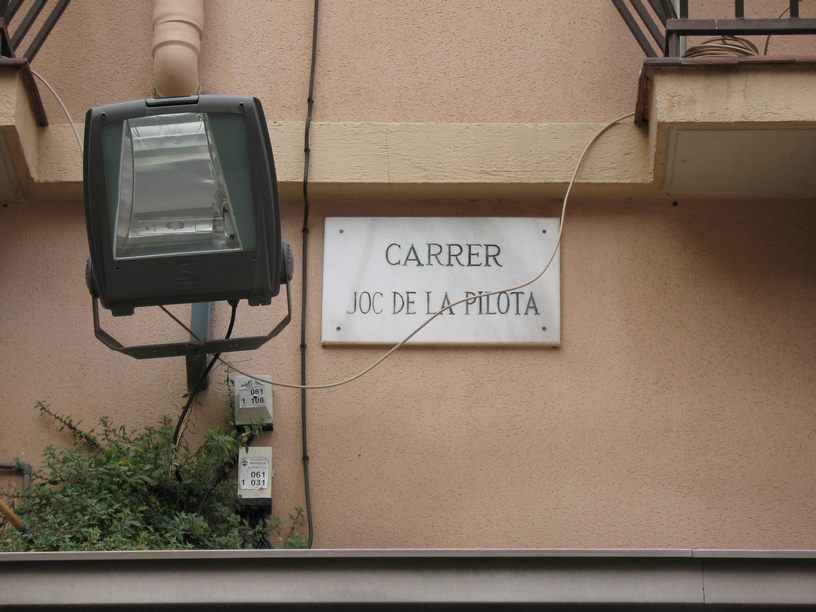 CARRER
JOC DE LA PILOTA
061
1 108
061
1 031